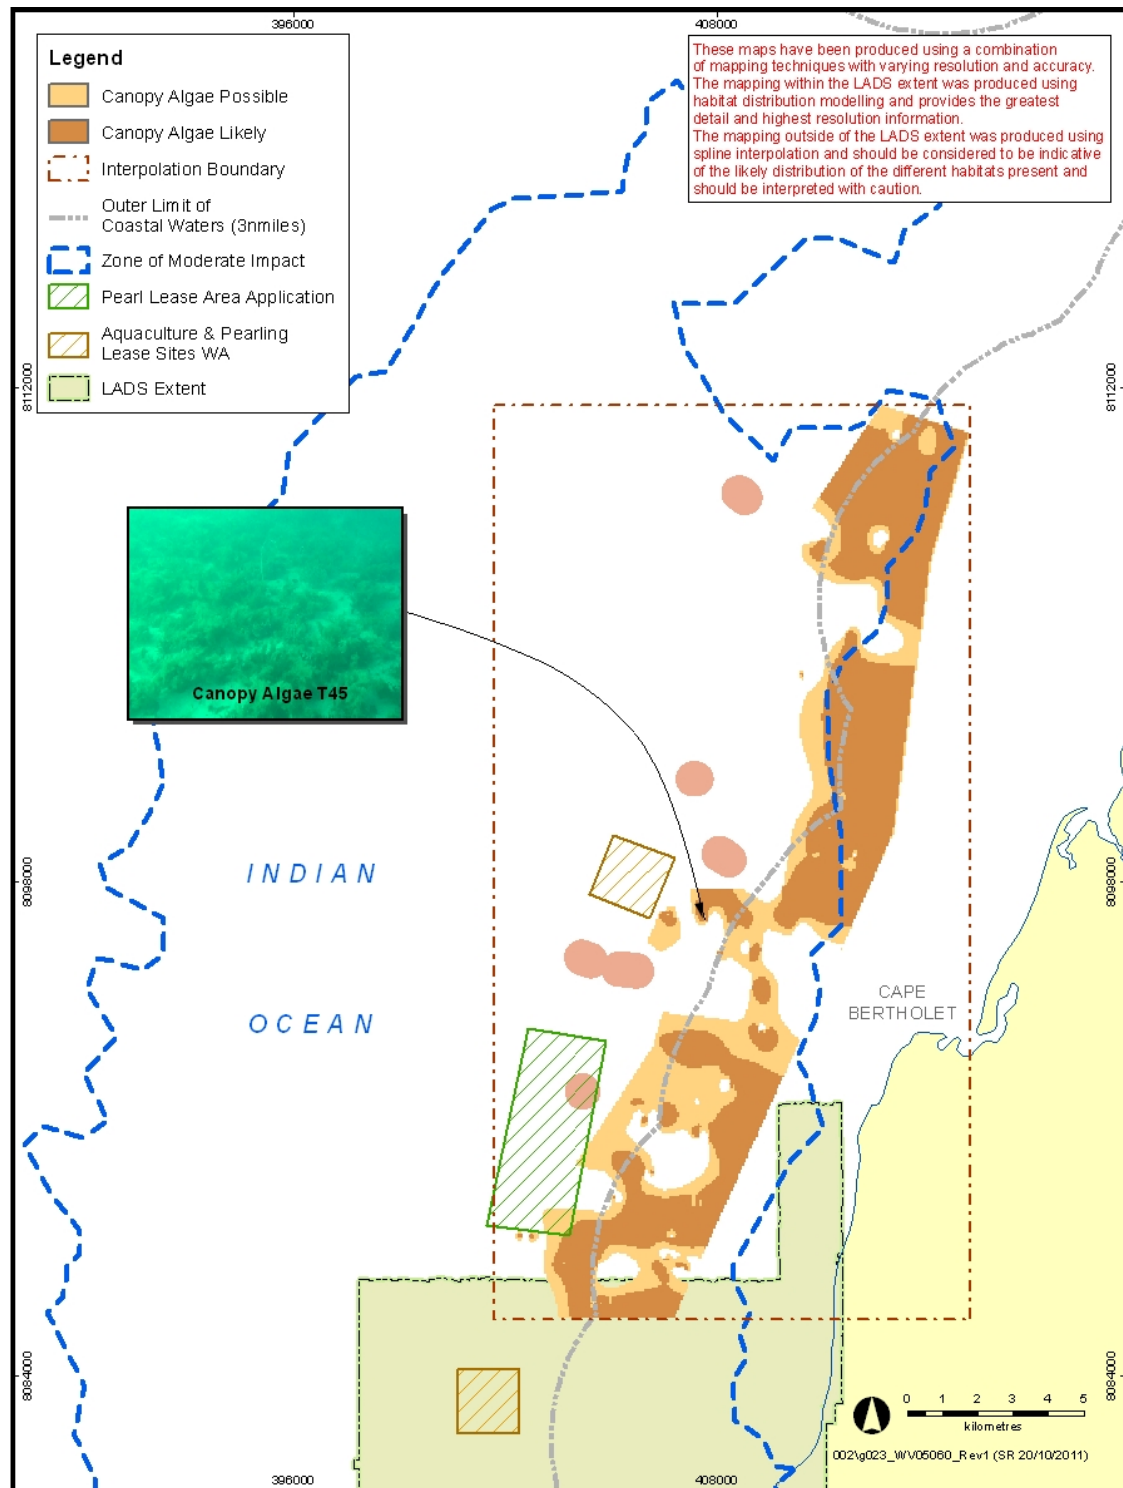 396000
408000
Legend
Canopy Algae Possible
Canopy Algae Likely
Interpolation Boundary
Outer Limit of
Coastal Waters (3nmiles)
Zone of Moderate Impact
Pearl Lease Area Application
Aquaculture & Pearling
Lease Sites WA
LADS Extent
These maps have been produced using a combination
of mapping techniques with varying resolution and accuracy.
The mapping within the LADS extent was produced using
habitat distribution modelling and provides the greatest
detail and highest resolution information.
The mapping outside of the LADS extent was produced using
spline interpolation and should be considered to be indicative
of the likely distribution of the different habitats present and
should be interpreted with caution.
8112000
8112000
Canopy Algae T45
INDIAN
OCEAN
8098000
8098000
CAPE
BERTHOLET
8084000
8084000
0 1 2 3 4 5
kilometres
002\g023_WV05060_Rev1 (SR 20/10/2011)
396000
408000